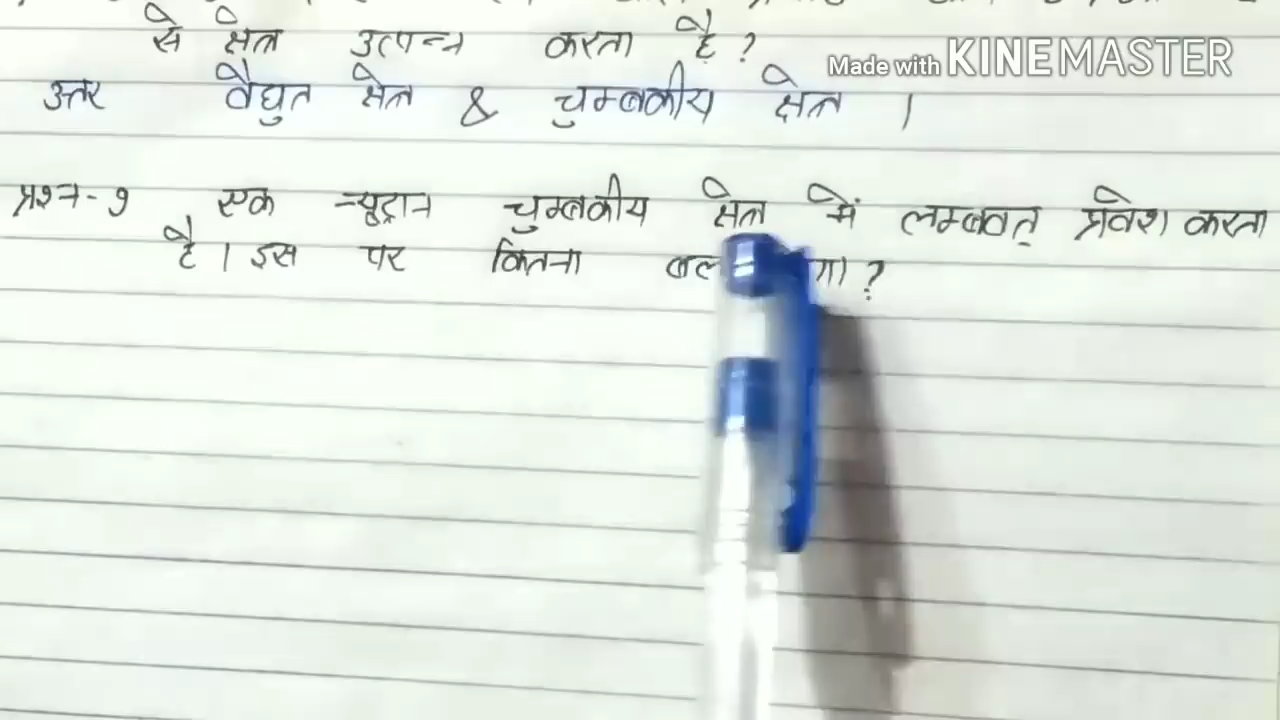 से क्षेत्र उत्पन्न करता है ?
Made with KINEMASTER
उत्तर वैद्युत क्षेत्र & चुम्बकीय क्षेत्र ।
प्रश्न-9 एक न्यूट्रान चुम्बकीय क्षेत्र में लम्बवत् प्रवेश करता
है । इस पर कितना बल गा ?